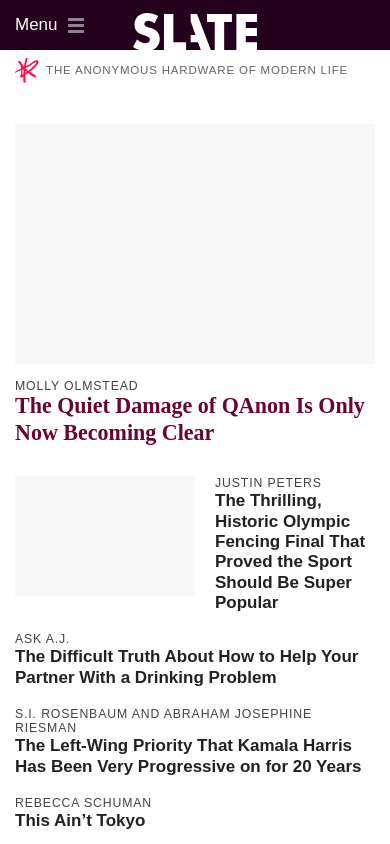 Menu
SLATE
THE ANONYMOUS HARDWARE OF MODERN LIFE
MOLLY OLMSTEAD
The Quiet Damage of QAnon Is Only
Now Becoming Clear
JUSTIN PETERS
The Thrilling,
Historic Olympic
Fencing Final That
Proved the Sport
Should Be Super
Popular
ASK A.J.
The Difficult Truth About How to Help Your
Partner With a Drinking Problem
S.I. ROSENBAUM AND ABRAHAM JOSEPHINE
RIESMAN
The Left-Wing Priority That Kamala Harris
Has Been Very Progressive on for 20 Years
REBECCA SCHUMAN
This Ain’t Tokyo